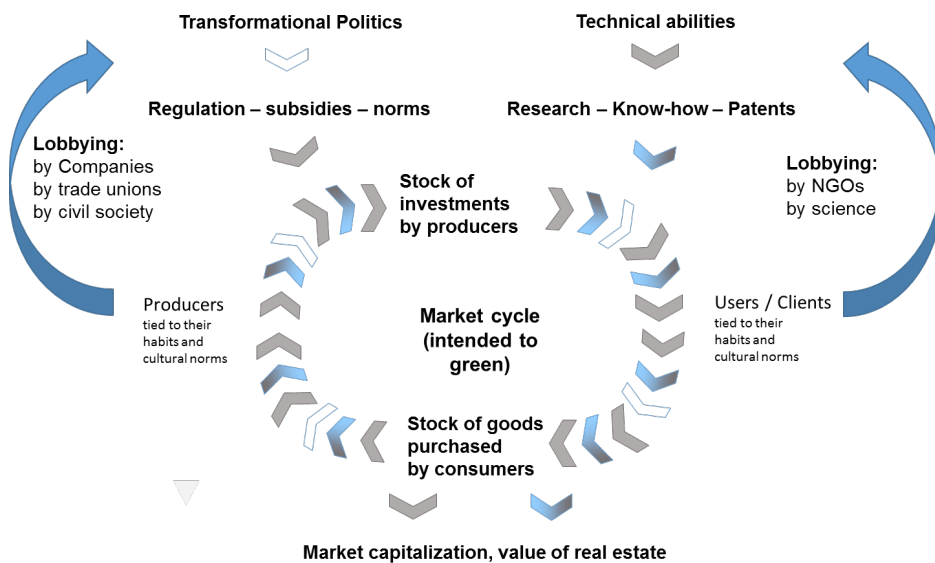 Transformational Politics
Technical abilities
Regulation – subsidies – norms
Research – Know-how – Patents
Lobbying:
by Companies
by trade unions
by civil society
Lobbying:
by NGOs
by science
Stock of
investments
by producers
Producers
tied to their
habits and
cultural norms
Market cycle
(intended to
green)
Users / Clients
tied to their
habits and
cultural norms
Stock of goods
purchased
by consumers
Market capitalization, value of real estate